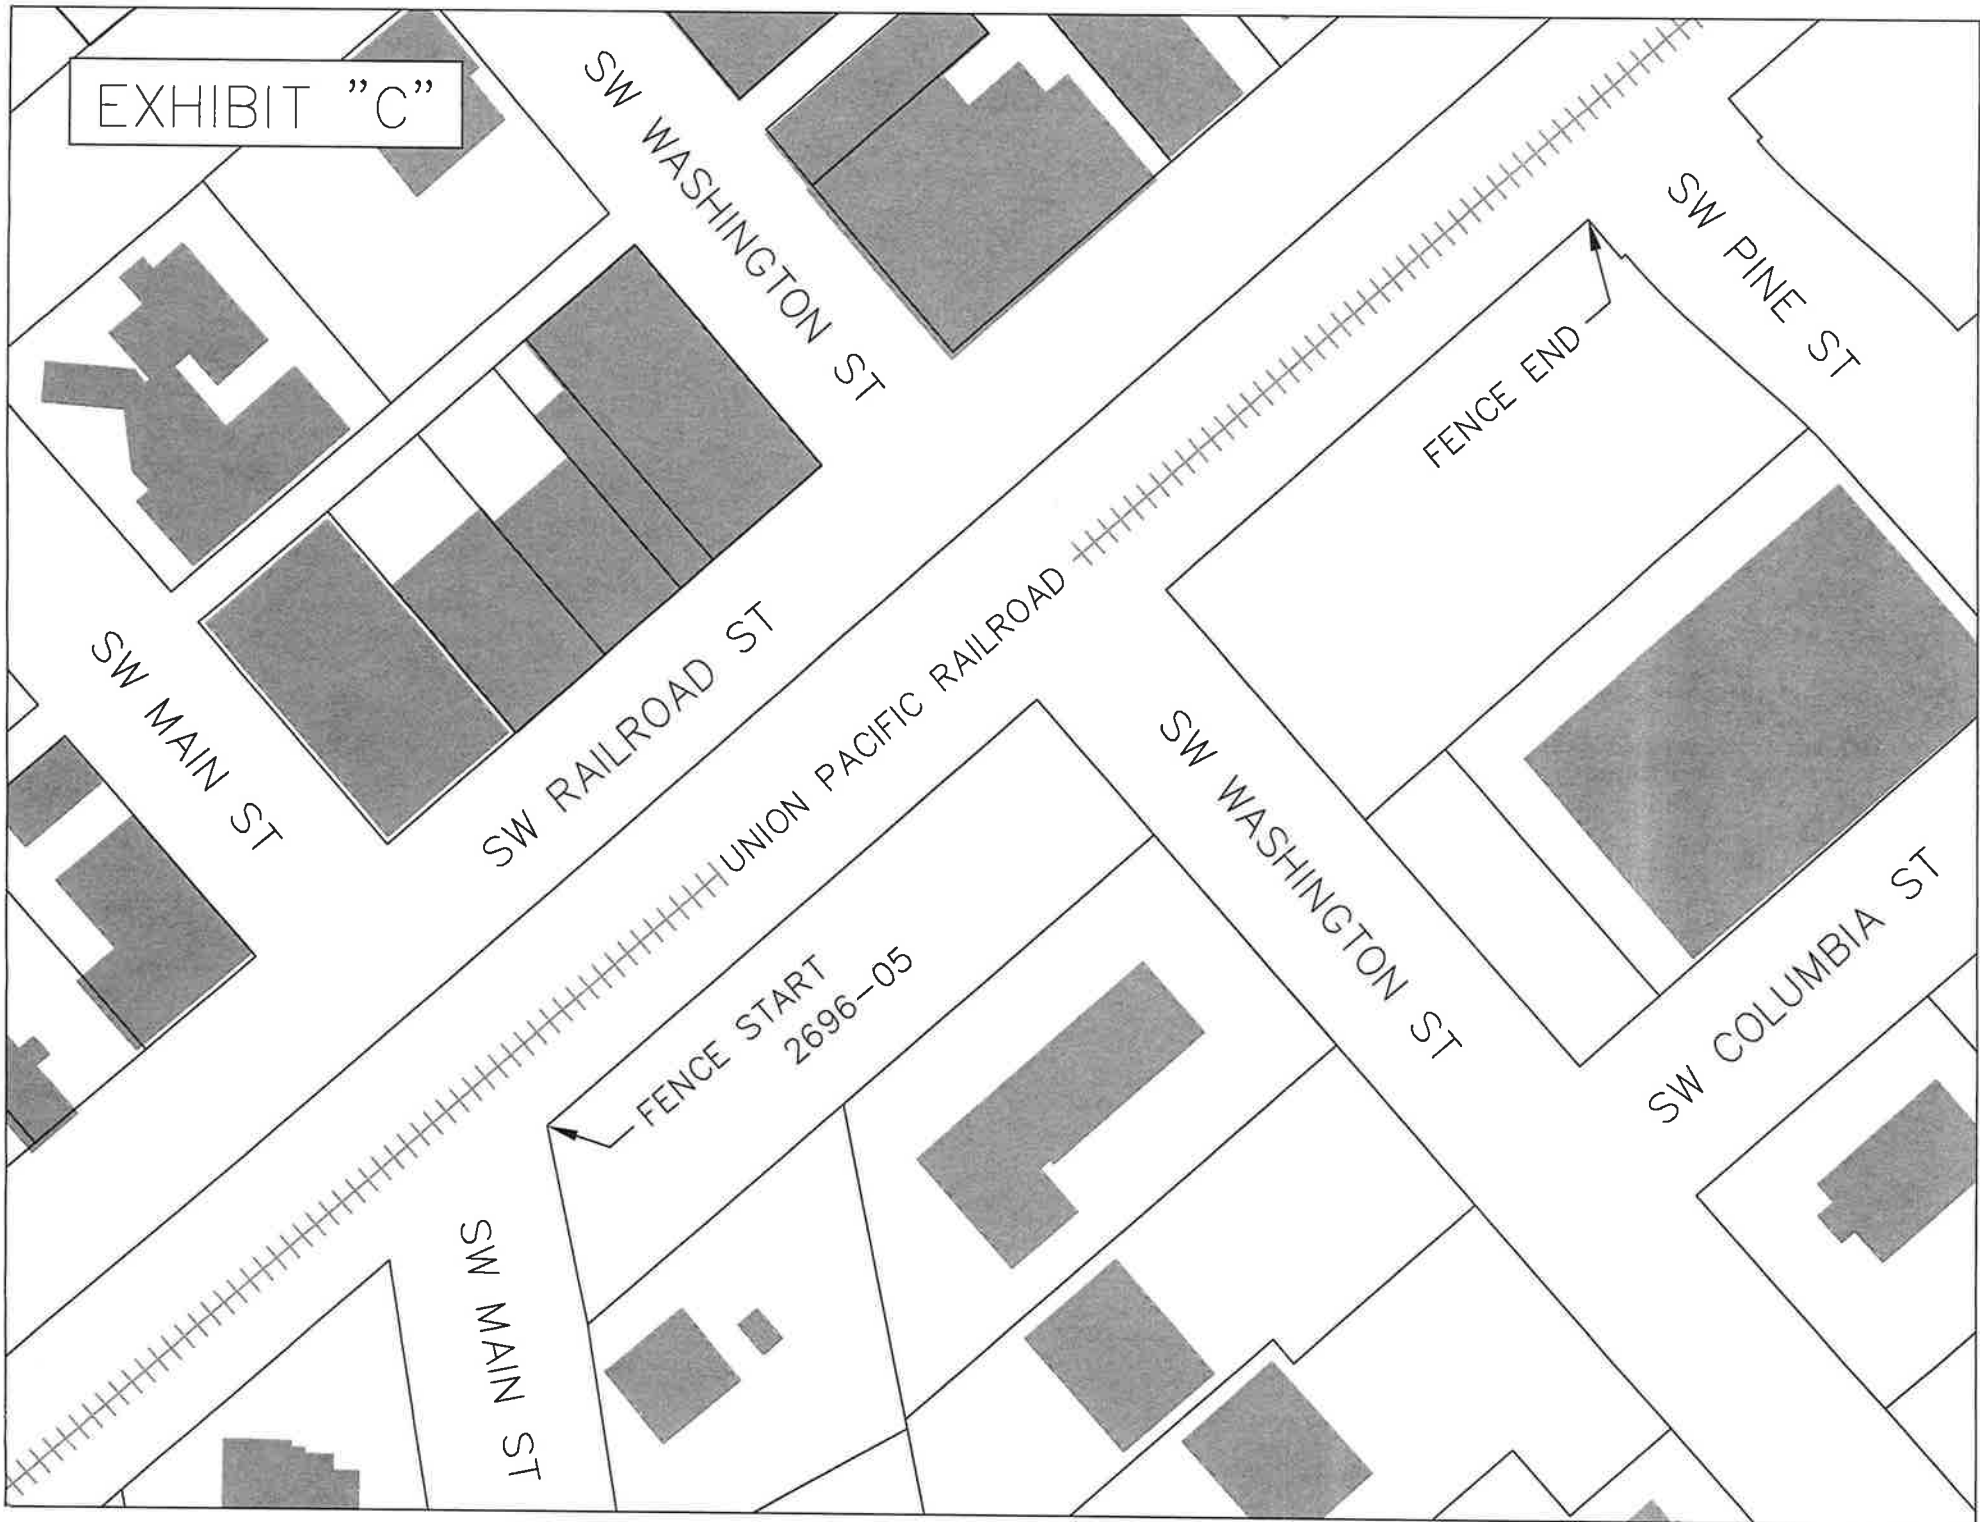 EXHIBIT "C"
SW WASHINGTON ST
SW PINE ST
FENCE END
SW MAIN ST
SW RAILROAD ST
UNION PACIFIC RAILROAD
SW WASHINGTON ST
SW COLUMBIA ST
FENCE START
2696-05
SW MAIN ST